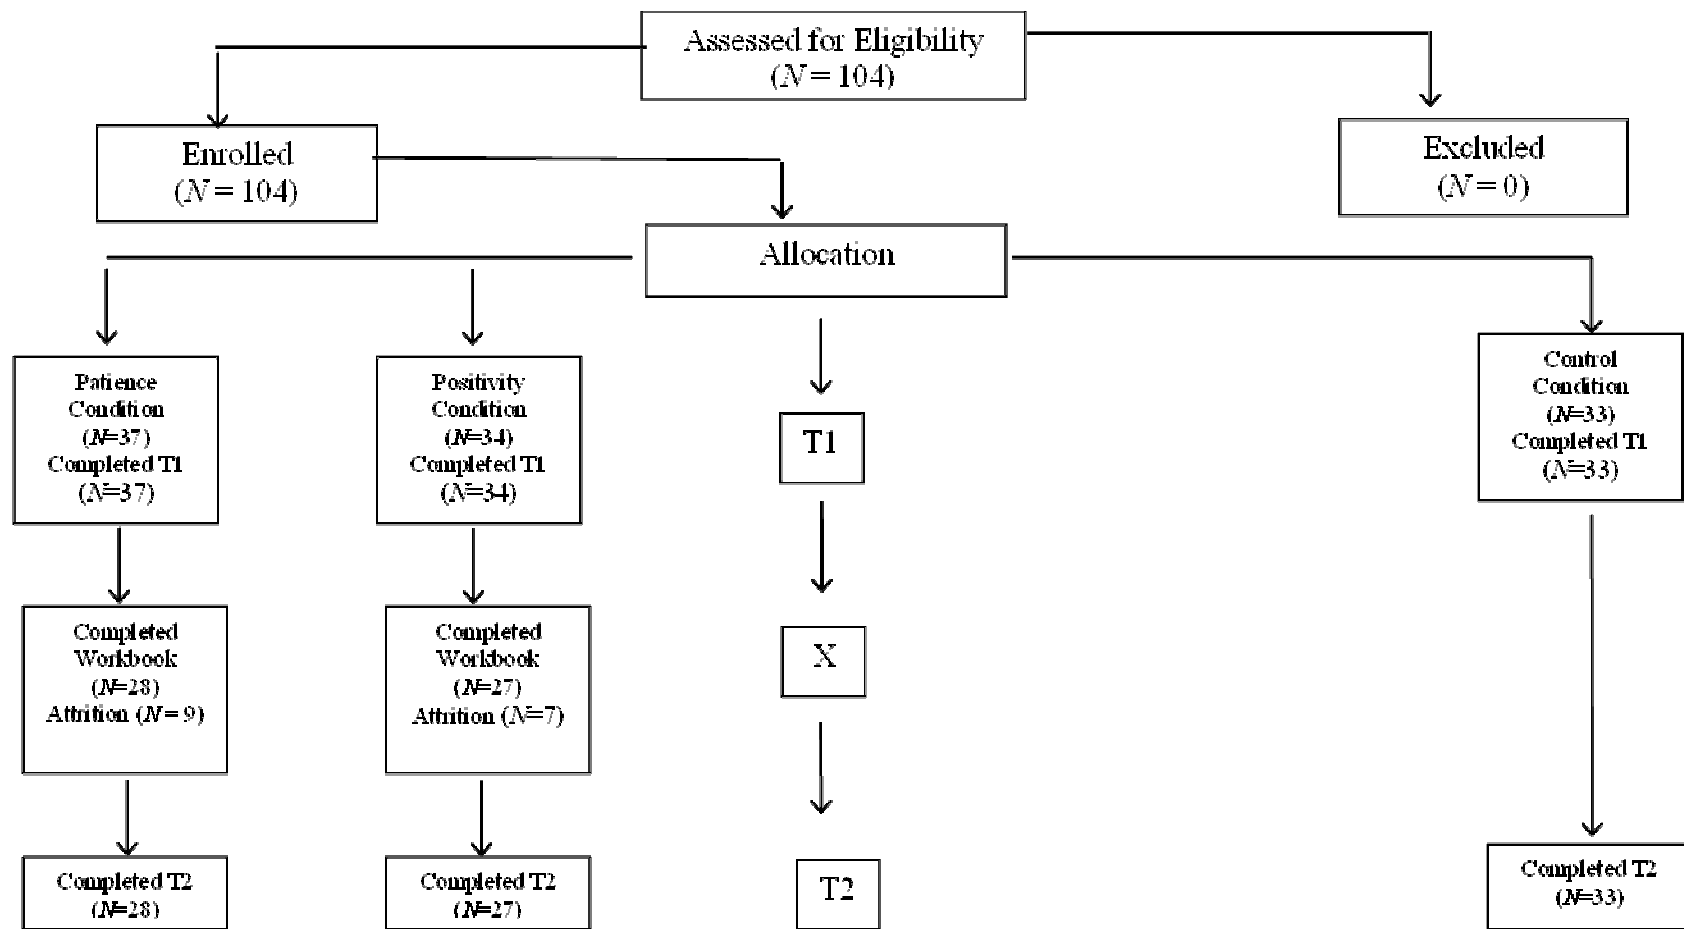 Assessed for Eligibility
(N = 104)
Enrolled
(N = 104)
Excluded
(N = 0)
Allocation
Patience
Condition
(N=37)
Completed T1
(N=37)
Positivity
Condition
(N=34)
Completed T1
(N=34)
T1
Control
Condition
(N=33)
Completed T1
(N=33)
Completed
Workbook
(N=28)
Attrition (N = 9)
Completed
Workbook
(N=27)
Attrition (N=7)
X
Completed T2
(N=28)
Completed T2
(N=27)
T2
Completed T2
(N=33)